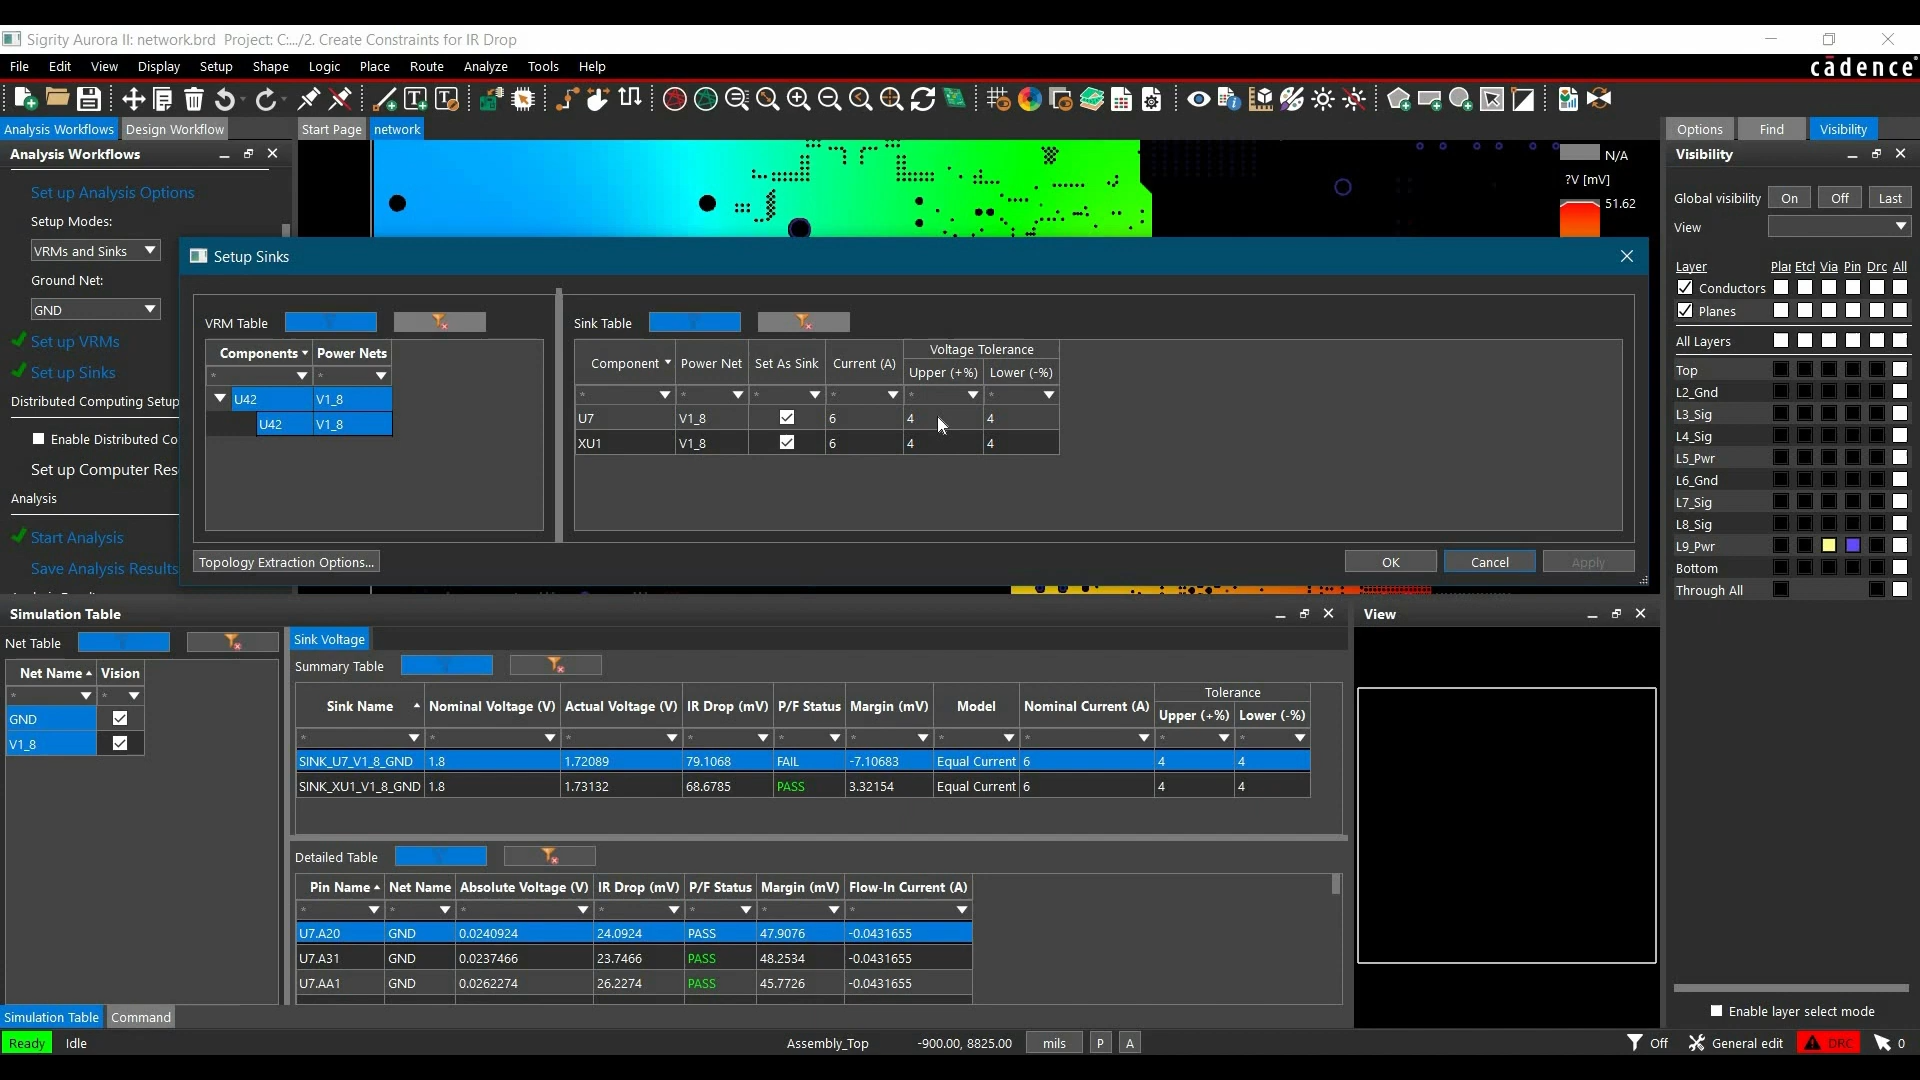 Sigrity Aurora II: network.brd  Project: C:.../2. Create Constraints for IR Drop
File Edit View Display Setup Shape Logic Place Route Analyze Tools Help
cādence
Analysis Workflows Design Workflow Start Page network Options Find Visibility
Analysis Workflows
Visibility
N/A
?V [mV]
51.62
Set up Analysis Options
Setup Modes:
VRMs and Sinks
Ground Net:
GND
Set up VRMs
Set up Sinks
Distributed Computing Setup
Enable Distributed Co
Set up Computer Res
Analysis
Start Analysis
Save Analysis Results
Global visibility On Off Last
View
Layer Plan Etch Via Pin Drc All
Conductors
Planes
All Layers
Top
L2_Gnd
L3_Sig
L4_Sig
L5_Pwr
L6_Gnd
L7_Sig
L8_Sig
L9_Pwr
Bottom
Through All
Enable layer select mode
Setup Sinks
VRM Table
Components Power Nets
* *
U42 V1_8
U42 V1_8
Sink Table
Component Power Net Set As Sink Current (A) Voltage Tolerance
Upper (+%) Lower (-%)
* * * * * *
U7 V1_8 6 4 4
XU1 V1_8 6 4 4
Topology Extraction Options... OK Cancel Apply
Simulation Table
Net Table
Net Name Vision
* *
GND
V1_8
Sink Voltage
Summary Table
Sink Name Nominal Voltage (V) Actual Voltage (V) IR Drop (mV) P/F Status Margin (mV) Model Nominal Current (A) Tolerance
Upper (+%) Lower (-%)
* * * * * * * * * *
SINK_U7_V1_8_GND 1.8 1.72089 79.1068 FAIL -7.10683 Equal Current 6 4 4
SINK_XU1_V1_8_GND 1.8 1.73132 68.6785 PASS 3.32154 Equal Current 6 4 4
Detailed Table
Pin Name Net Name Absolute Voltage (V) IR Drop (mV) P/F Status Margin (mV) Flow-In Current (A)
* * * * * * *
U7.A20 GND 0.0240924 24.0924 PASS 47.9076 -0.0431655
U7.A31 GND 0.0237466 23.7466 PASS 48.2534 -0.0431655
U7.AA1 GND 0.0262274 26.2274 PASS 45.7726 -0.0431655
View
Simulation Table Command
Ready Idle Assembly_Top -900.00, 8825.00 mils P A Off General edit DRC 0